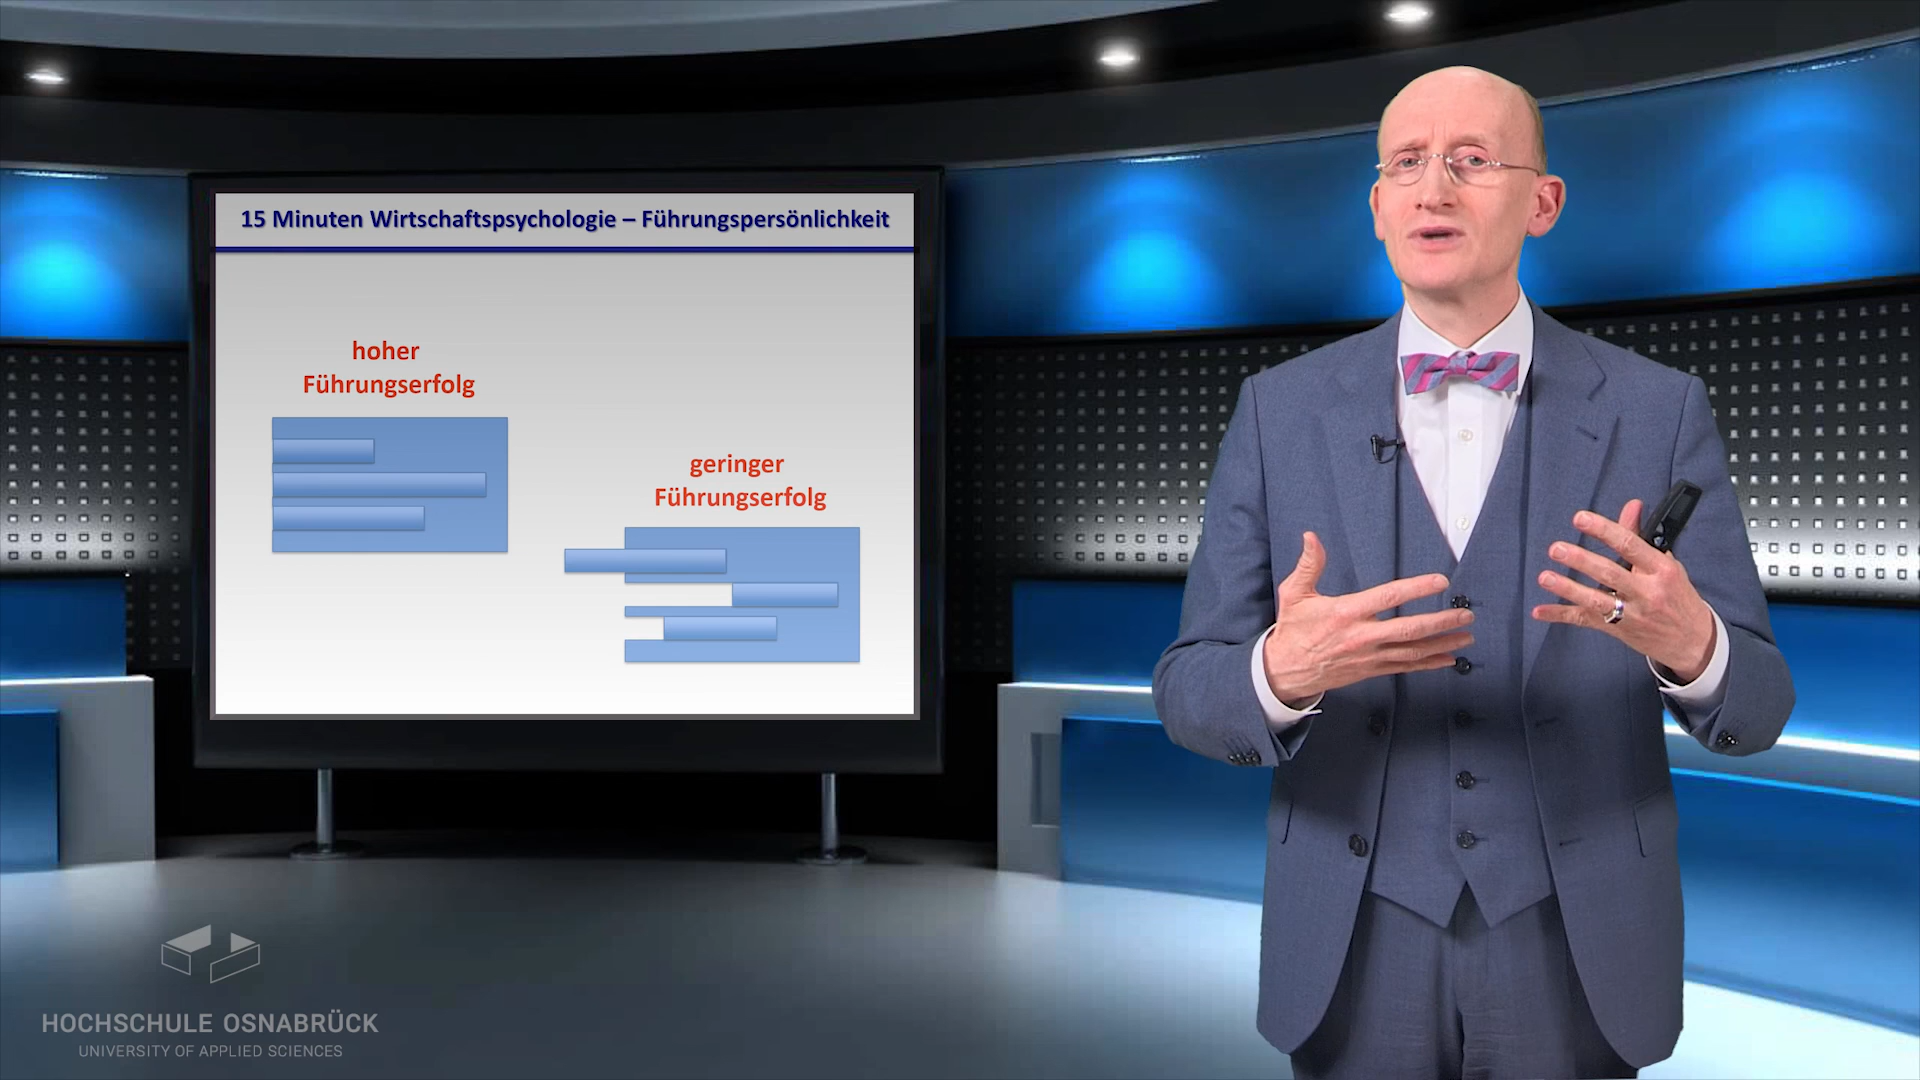 15 Minuten Wirtschaftspsychologie – Führungspersönlichkeit
hoher
Führungserfolg
geringer
Führungserfolg
HOCHSCHULE OSNABRÜCK
UNIVERSITY OF APPLIED SCIENCES